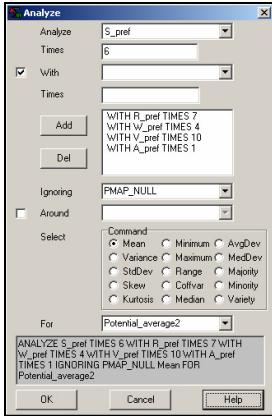 Analyze
Analyze S_pref
Times 6
With
Times
Add
Del
WITH R_pref TIMES 7
WITH W_pref TIMES 4
WITH V_pref TIMES 10
WITH A_pref TIMES 1
Ignoring PMAP_NULL
Around
Select
Command
Mean Minimum AvgDev
Variance Maximum MedDev
StdDev Range Majority
Skew Coffvar Minority
Kurtosis Median Variety
For Potential_average2
ANALYZE S_pref TIMES 6 WITH R_pref TIMES 7 WITH
W_pref TIMES 4 WITH V_pref TIMES 10 WITH A_pref
TIMES 1 IGNORING PMAP_NULL Mean FOR
Potential_average2
OK Cancel Help